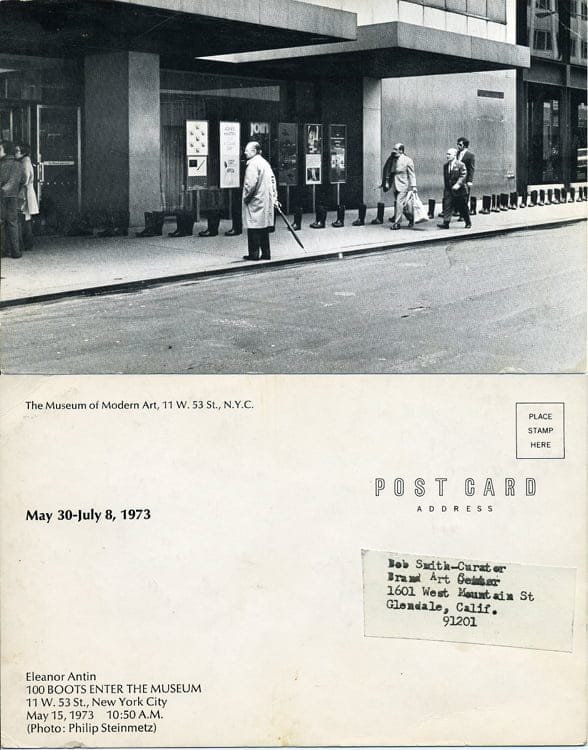 join
The Museum of Modern Art, 11 W. 53 St., N.Y.C.
PLACE
STAMP
HERE
POST CARD
ADDRESS
May 30-July 8, 1973
Bob Smith-Curator
Brand Art Center
1601 West Mountain St
Glendale, Calif.
91201
Eleanor Antin
100 BOOTS ENTER THE MUSEUM
11 W. 53 St., New York City
May 15, 1973 10:50 A.M.
(Photo: Philip Steinmetz)